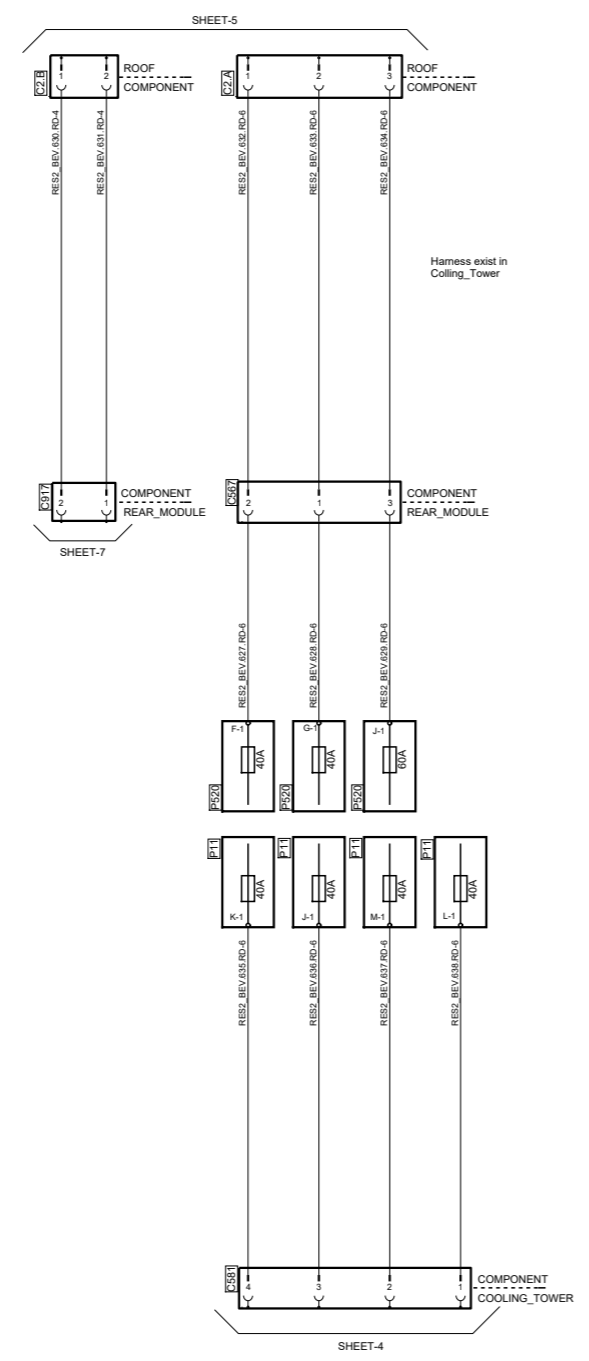 SHEET-5
C2.B
1
2
ROOF
COMPONENT
C2.A
1
2
3
ROOF
COMPONENT
RES2_BEV.630.RD-4
RES2_BEV.631.RD-4
RES2_BEV.632.RD-6
RES2_BEV.633.RD-6
RES2_BEV.634.RD-6
Harness exist in
Colling_Tower
C917
2
1
COMPONENT
REAR_MODULE
SHEET-7
C567
2
1
3
COMPONENT
REAR_MODULE
RES2_BEV.627.RD-6
RES2_BEV.628.RD-6
RES2_BEV.629.RD-6
F-1
40A
P520
G-1
40A
P520
J-1
60A
P520
P11
40A
K-1
P11
40A
J-1
P11
40A
M-1
P11
40A
L-1
RES2_BEV.635.RD-6
RES2_BEV.636.RD-6
RES2_BEV.637.RD-6
RES2_BEV.638.RD-6
C581
4
3
2
1
COMPONENT
COOLING_TOWER
SHEET-4